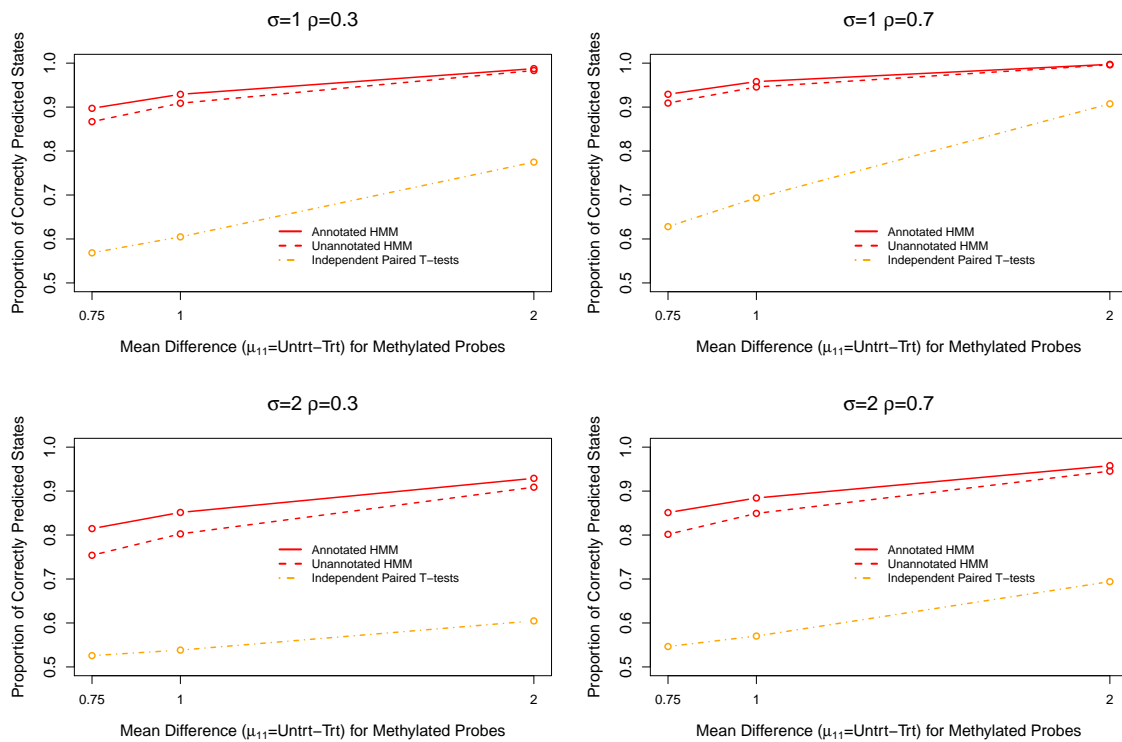 σ=1 ρ=0.3
Proportion of Correctly Predicted States
1.0
0.9
0.8
0.7
0.6
0.5
Annotated HMM
Unannotated HMM
Independent Paired T−tests
0.75 1 2
Mean Difference (μ₁₁=Untrt−Trt) for Methylated Probes
σ=1 ρ=0.7
Proportion of Correctly Predicted States
1.0
0.9
0.8
0.7
0.6
0.5
Annotated HMM
Unannotated HMM
Independent Paired T−tests
0.75 1 2
Mean Difference (μ₁₁=Untrt−Trt) for Methylated Probes
σ=2 ρ=0.3
Proportion of Correctly Predicted States
1.0
0.9
0.8
0.7
0.6
0.5
Annotated HMM
Unannotated HMM
Independent Paired T−tests
0.75 1 2
Mean Difference (μ₁₁=Untrt−Trt) for Methylated Probes
σ=2 ρ=0.7
Proportion of Correctly Predicted States
1.0
0.9
0.8
0.7
0.6
0.5
Annotated HMM
Unannotated HMM
Independent Paired T−tests
0.75 1 2
Mean Difference (μ₁₁=Untrt−Trt) for Methylated Probes